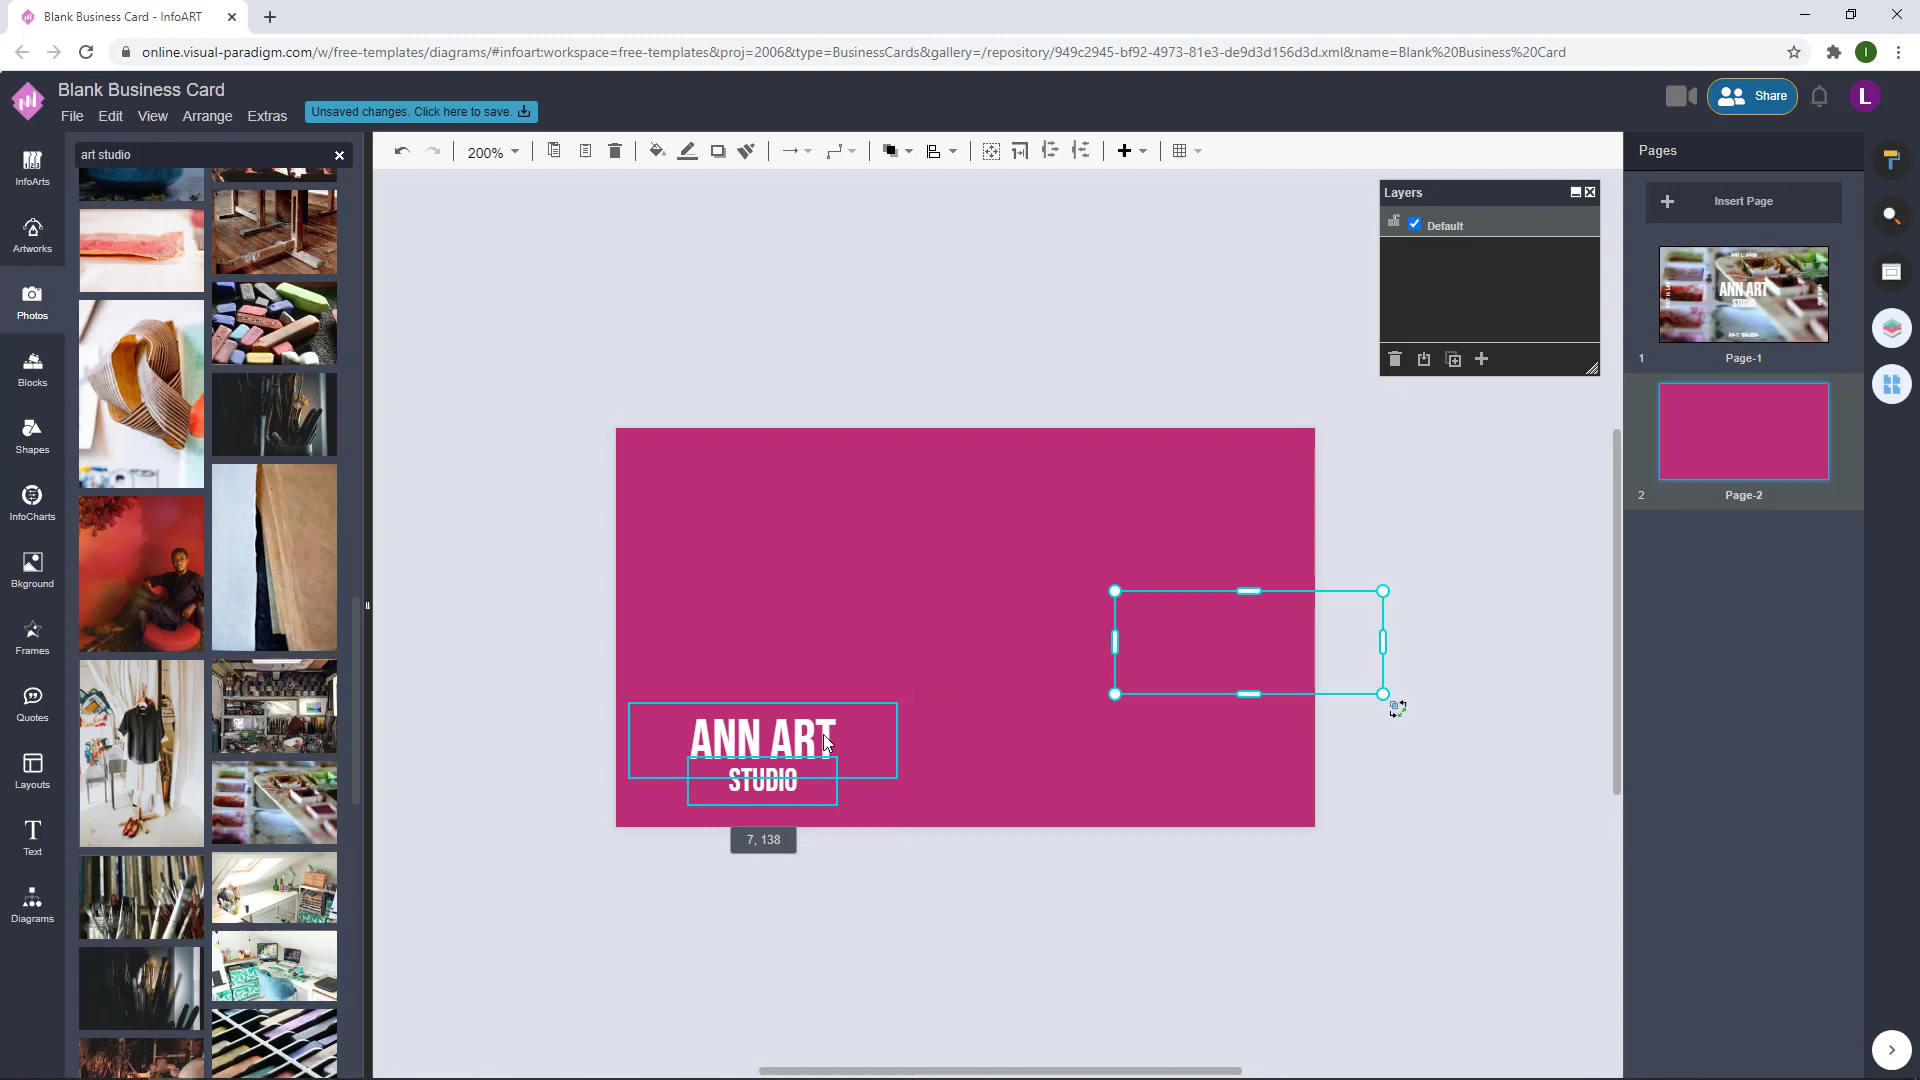 Blank Business Card - InfoART
online.visual-paradigm.com/w/free-templates/diagrams/#infoart:workspace=free-templates&proj=2006&type=BusinessCards&gallery=/repository/949c2945-bf92-4973-81e3-de9d3d156d3d.xml&name=Blank%20Business%20Card
I
Blank Business Card
File Edit View Arrange Extras
Unsaved changes. Click here to save.
Share
L
InfoArts
Artworks
Photos
Blocks
Shapes
InfoCharts
Bkground
Frames
Quotes
Layouts
Text
Diagrams
art studio
200%
Layers
Default
ANN ART
STUDIO
7, 138
Pages
Insert Page
ANN ART
STUDIO
1 Page-1
2 Page-2